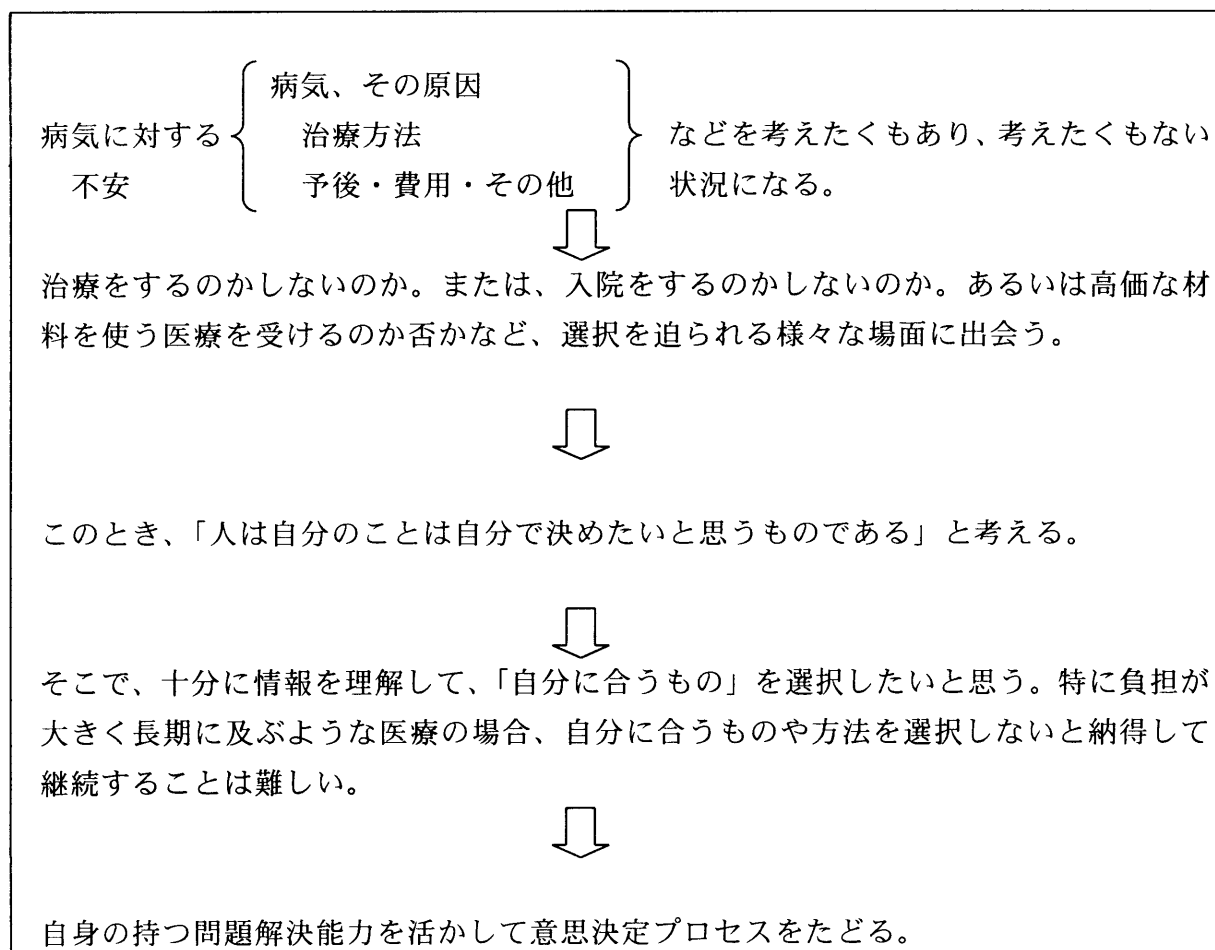 病気、その原因
病気に対する 治療方法 などを考えたくもあり、考えたくもない
不安 予後・費用・その他 状況になる。
治療をするのかしないのか。または、入院をするのかしないのか。あるいは高価な材
料を使う医療を受けるのか否かなど、選択を迫られる様々な場面に出会う。
このとき、「人は自分のことは自分で決めたいと思うものである」と考える。
そこで、十分に情報を理解して、「自分に合うもの」を選択したいと思う。特に負担が
大きく長期に及ぶような医療の場合、自分に合うものや方法を選択しないと納得して
継続することは難しい。
自身の持つ問題解決能力を活かして意思決定プロセスをたどる。